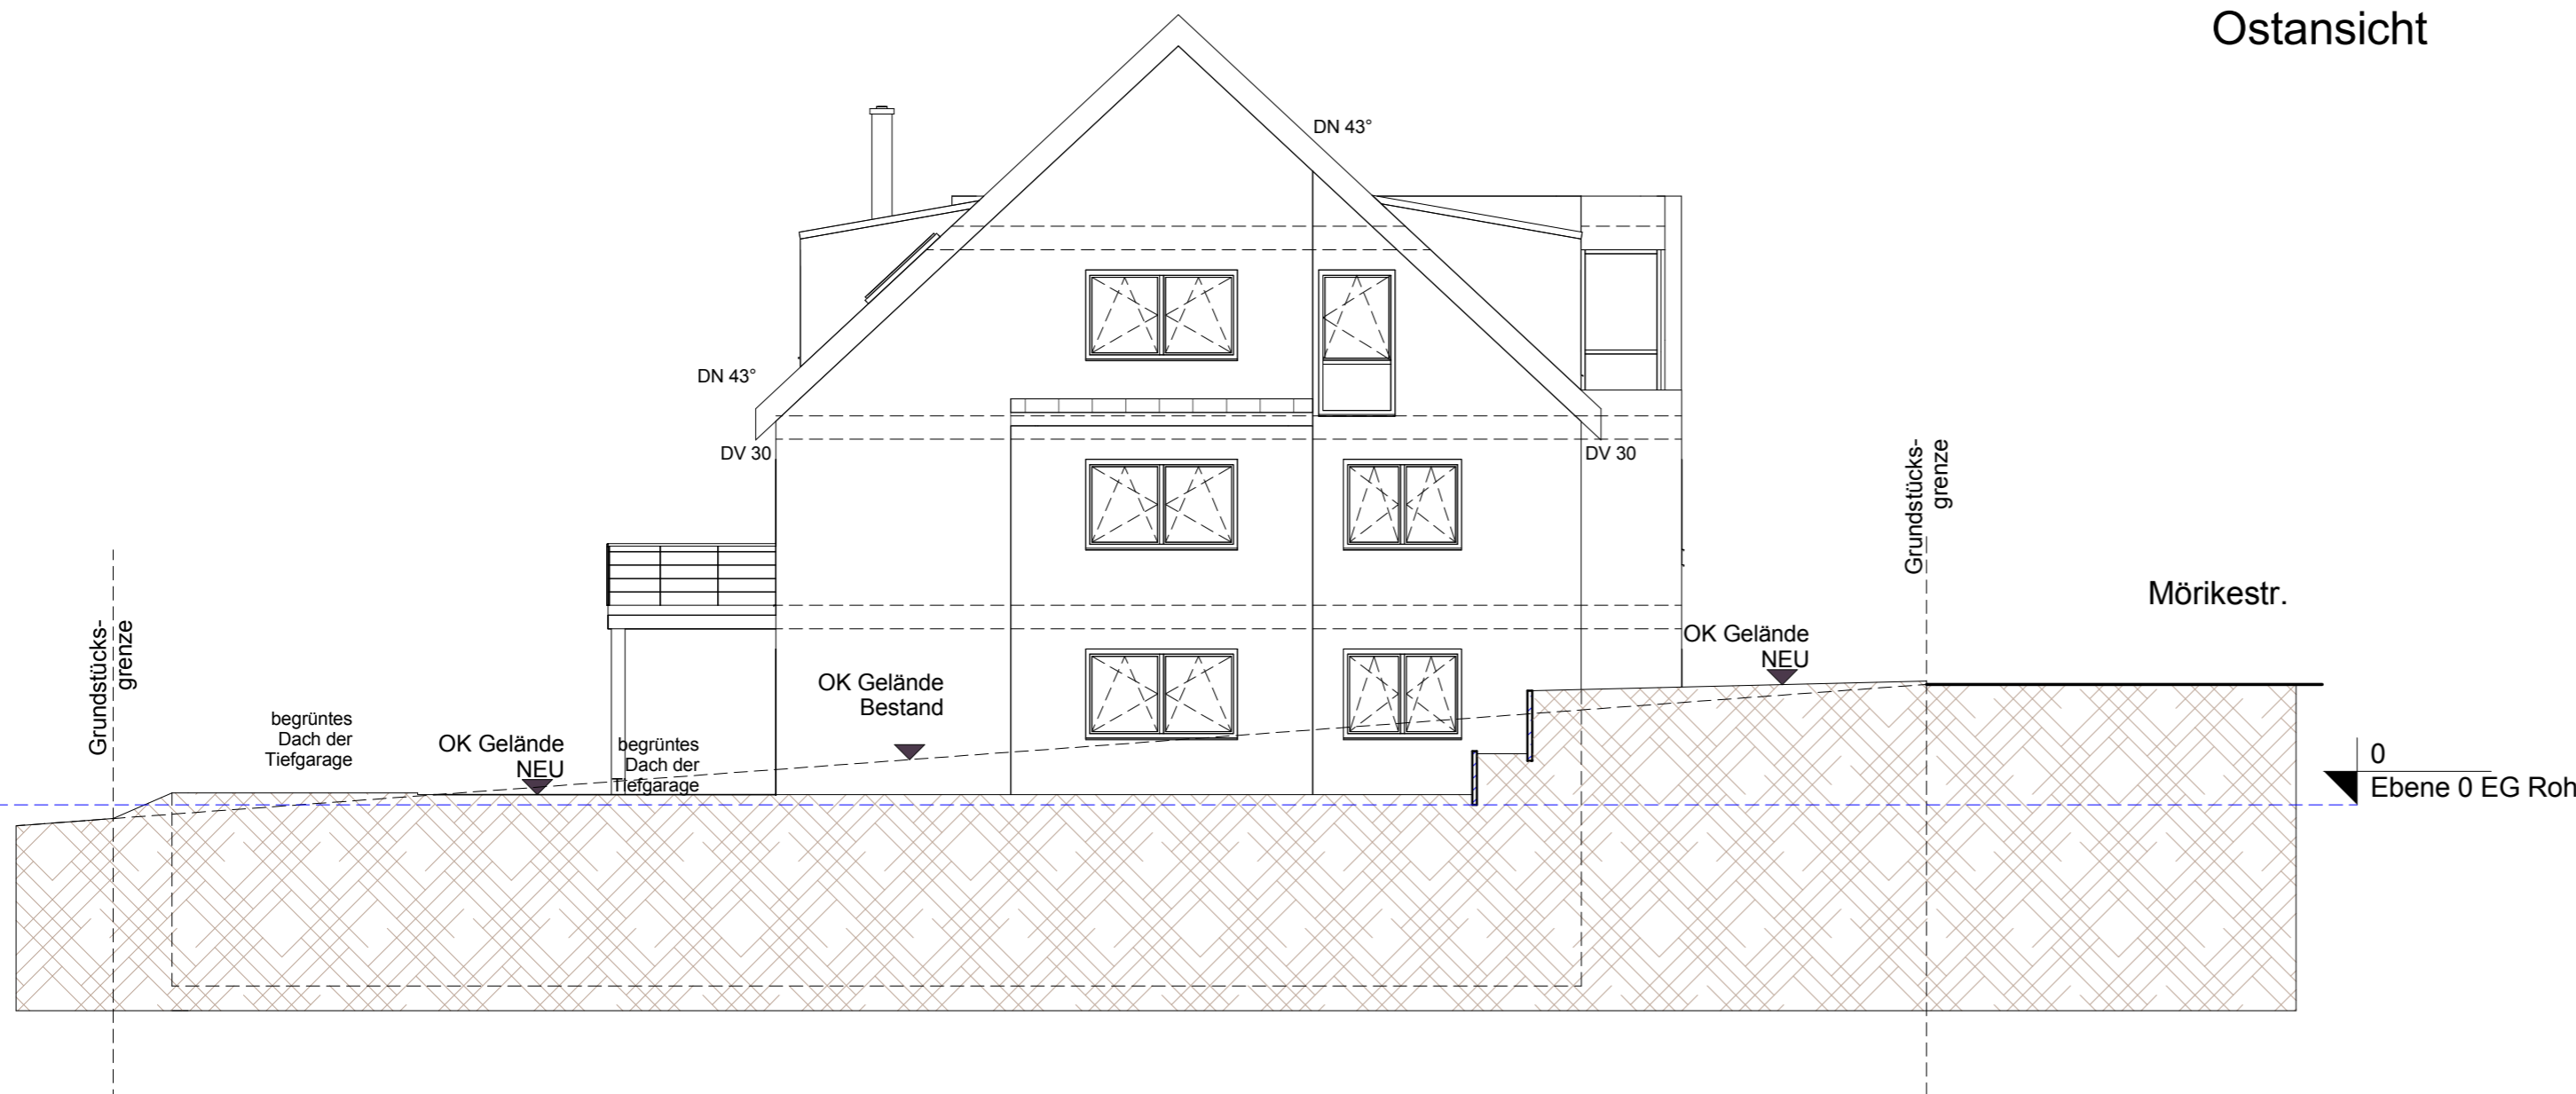 Ostansicht
DN 43°
DN 43°
DV 30
DV 30
Grundstücks-
grenze
Mörikestr.
OK Gelände
NEU
Grundstücks-
grenze
OK Gelände
Bestand
begrüntes
Dach der
Tiefgarage
OK Gelände
NEU
begrüntes
Dach der
Tiefgarage
0
Ebene 0 EG Roh